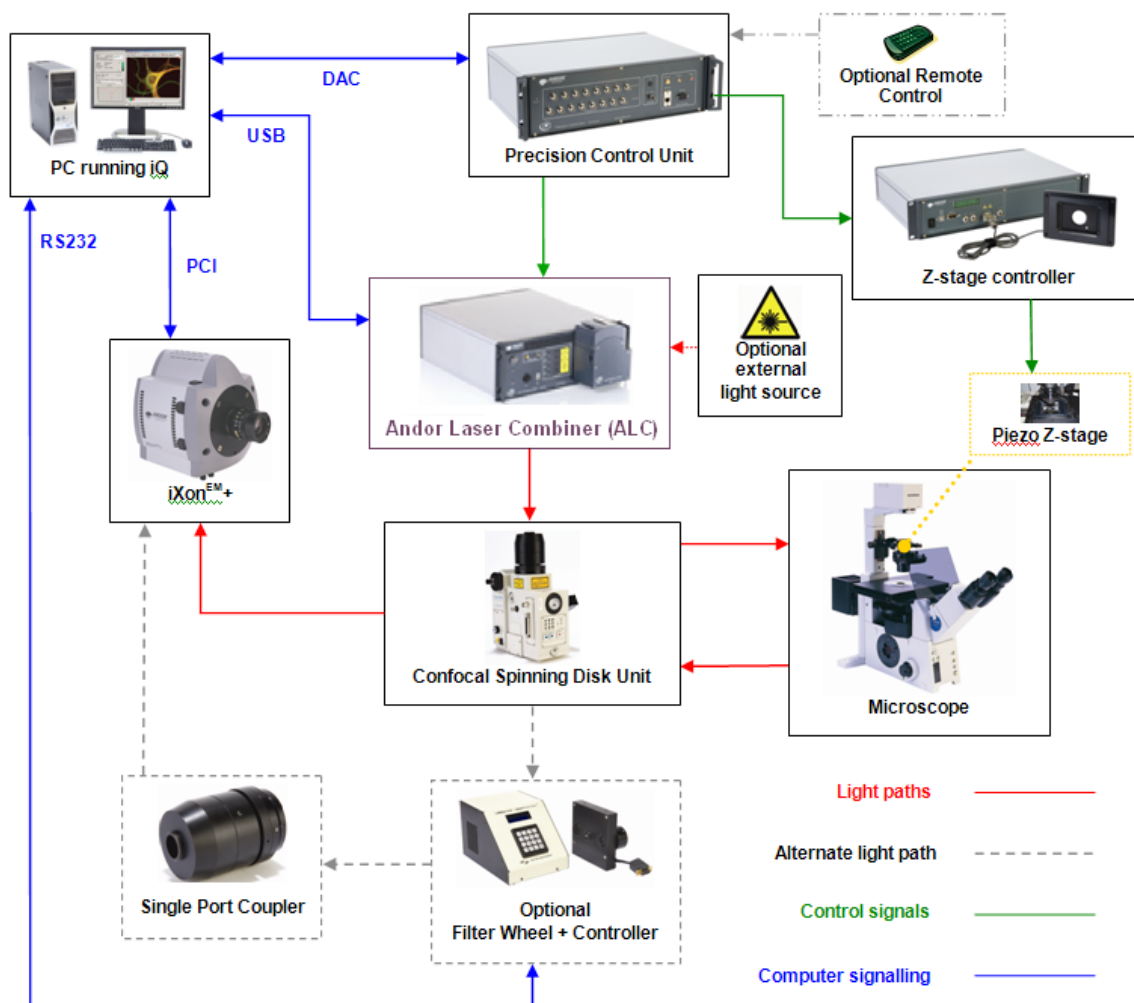 DAC
Optional Remote
Control
USB
PC running iQ
Precision Control Unit
RS232
PCI
Z-stage controller
Optional
external
light source
Andor Laser Combiner (ALC)
Piezo Z-stage
iXonEM+
Confocal Spinning Disk Unit
Microscope
Light paths
Alternate light path
Single Port Coupler
Optional
Filter Wheel + Controller
Control signals
Computer signalling